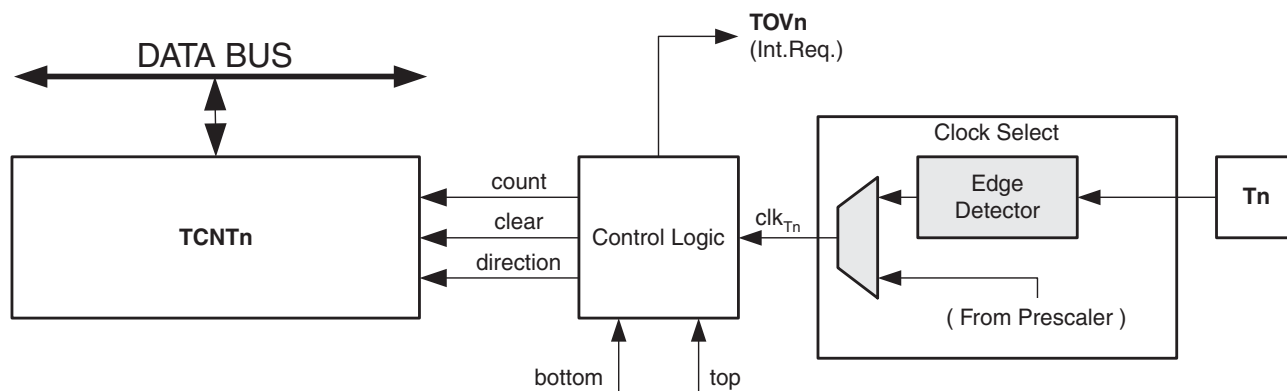 TOVn
(Int.Req.)
DATA BUS
Clock Select
count
clear
direction
TCNTn
Control Logic
clkTn
Edge
Detector
Tn
( From Prescaler )
bottom
top